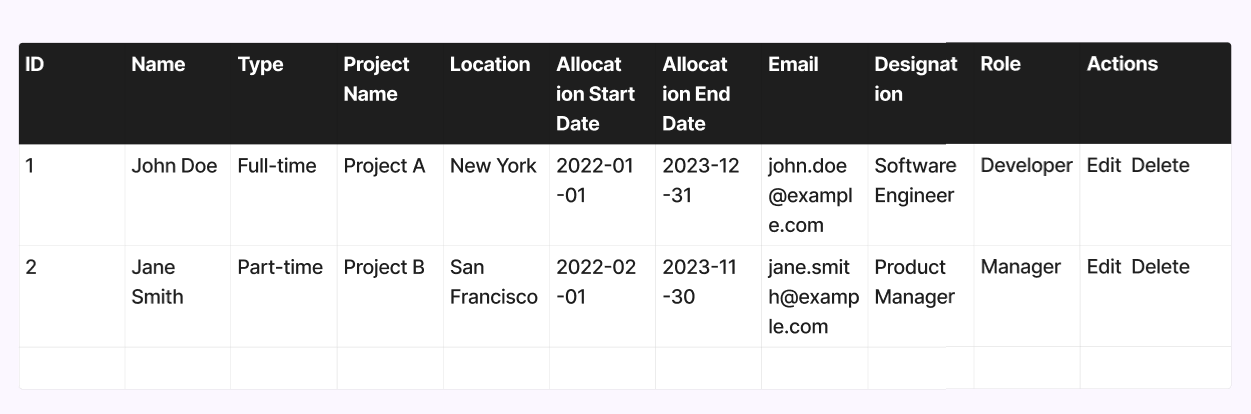 ID Name Type Project Name Location Allocation Start Date Allocation End Date Email Designation Role Actions
1 John Doe Full-time Project A New York 2022-01-01 2023-12-31 john.doe@example.com Software Engineer Developer Edit Delete
2 Jane Smith Part-time Project B San Francisco 2022-02-01 2023-11-30 jane.smith@example.com Product Manager Manager Edit Delete